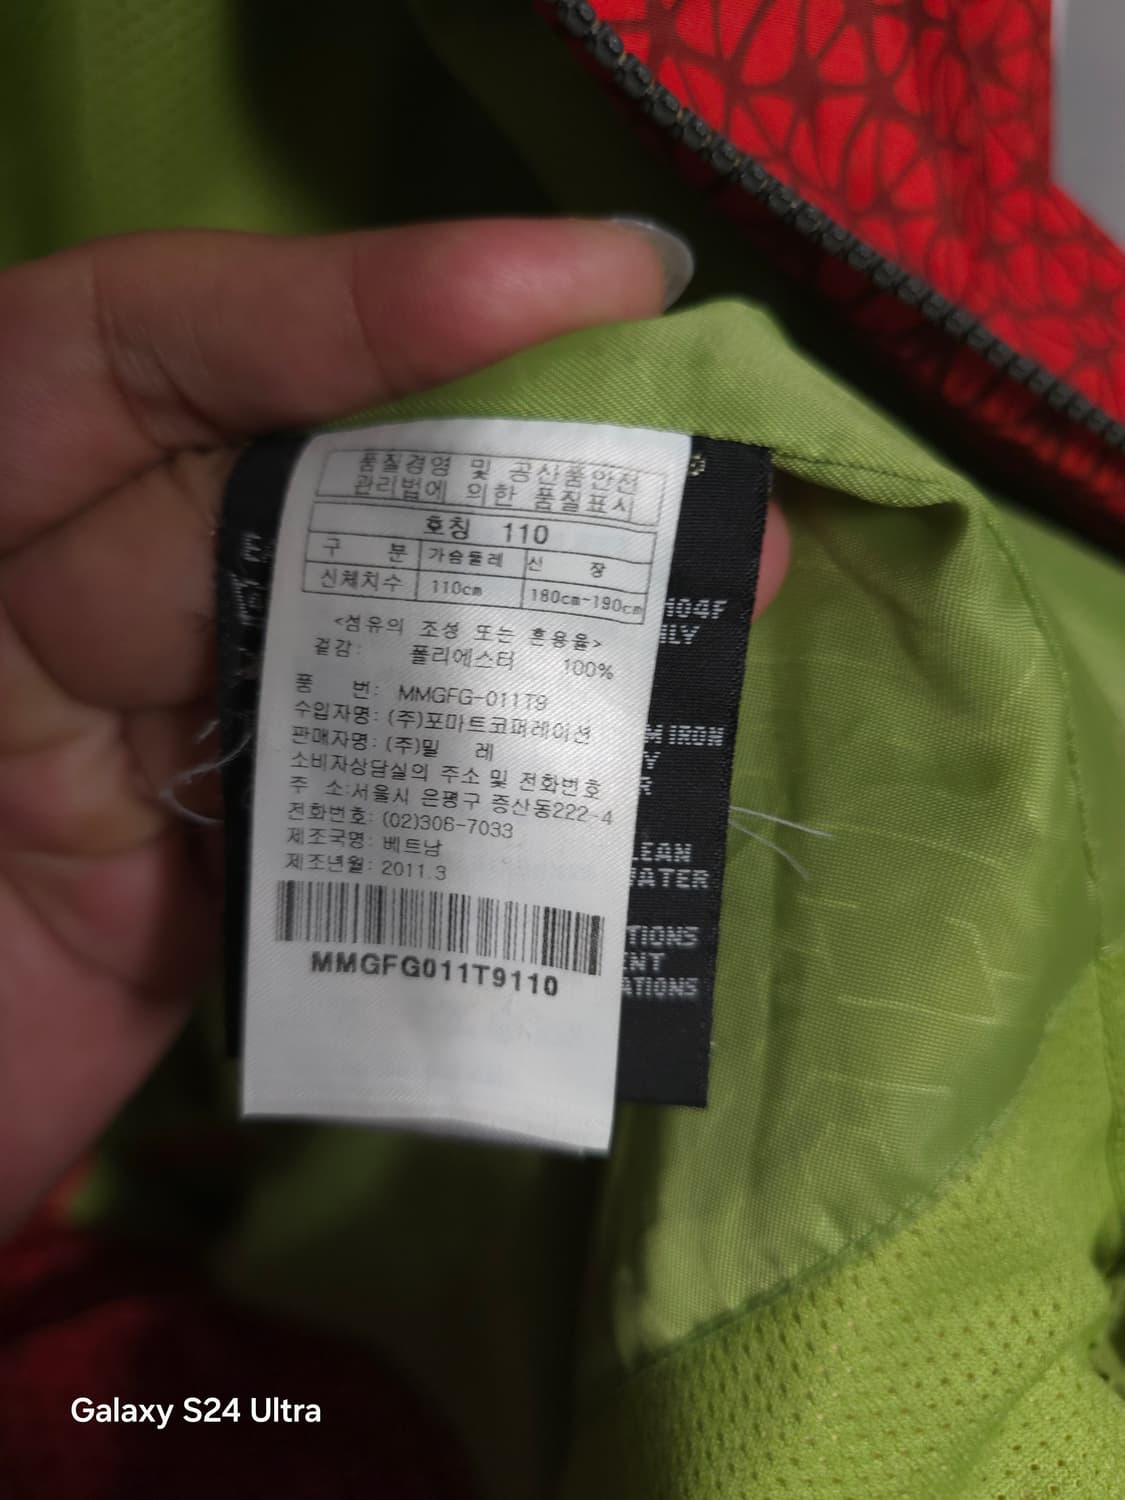 품질경영 및 공산품안전
관리법에 의한 품질표시
호칭 110
구 분 가슴둘레 신 장
신체치수 110cm 180cm-190cm
<섬유의 조성 또는 혼용율>
겉감: 폴리에스터 100%
품 번: MMGFG-011T9
수입자명: (주)포마트코퍼레이션
판매자명: (주)밀 레
소비자상담실의 주소 및 전화번호
주 소:서울시 은평구 증산동222-4
전화번호: (02)306-7033
제조국명: 베트남
제조년월: 2011.3
MMGFG011T9110
IRON
Galaxy S24 Ultra